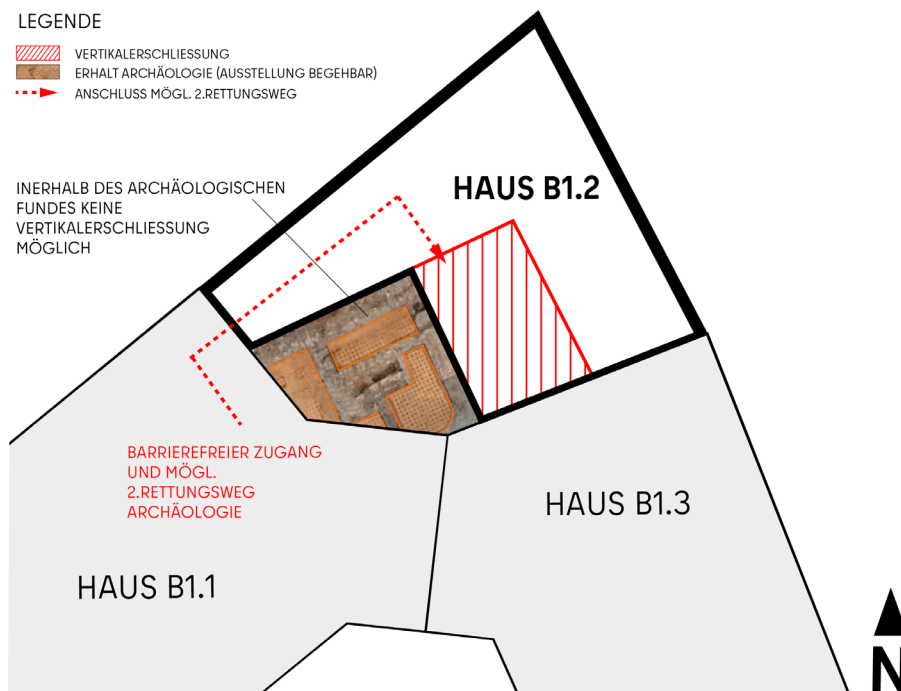 LEGENDE
VERTIKALERSCHLIESSUNG
ERHALT ARCHÄOLOGIE (AUSSTELLUNG BEGEHBAR)
ANSCHLUSS MÖGL. 2.RETTUNGSWEG
INERHALB DES ARCHÄOLOGISCHEN
FUNDES KEINE
VERTIKALERSCHLIESSUNG
MÖGLICH
HAUS B1.2
BARRIEREFREIER ZUGANG
UND MÖGL.
2.RETTUNGSWEG
ARCHÄOLOGIE
HAUS B1.3
HAUS B1.1
N